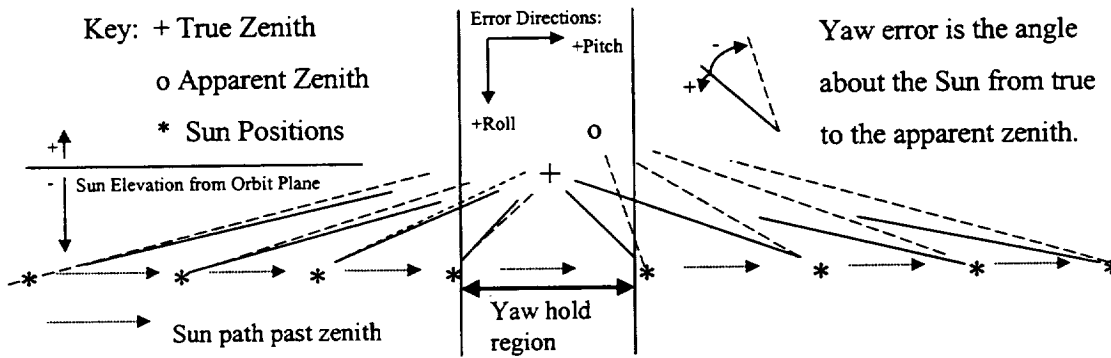 Key: + True Zenith
o Apparent Zenith
* Sun Positions
+
-
Sun Elevation from Orbit Plane
Error Directions:
+Pitch
+Roll
o
+
-
+
Yaw error is the angle
about the Sun from true
to the apparent zenith.
* * * * * * * *
Yaw hold
region
Sun path past zenith